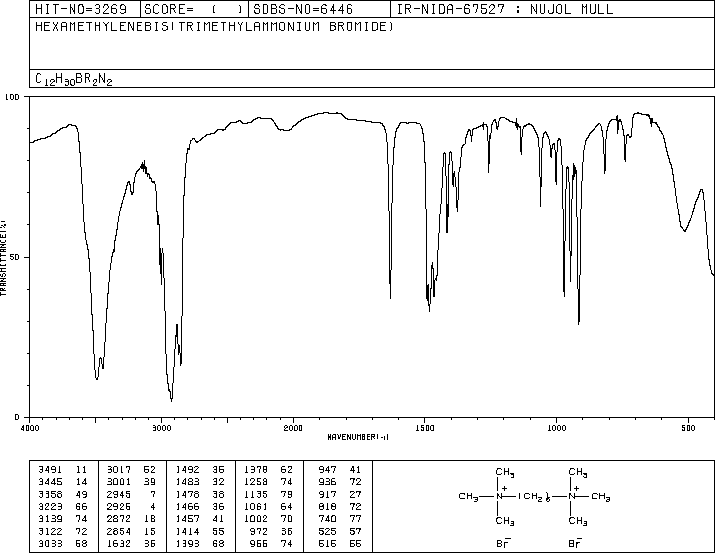 HIT-NO=3269 SCORE= ( ) SDBS-NO=6446 IR-NIDA-67527 : NUJOL MULL
HEXAMETHYLENEBIS(TRIMETHYLAMMONIUM BROMIDE)
C12H30BR2N2
100
50
0
TRANSMITTANCE(%)
4000 3000 2000 1500 1000 500
WAVENUMBER(-1)
3491 11 3017 62 1492 36 1378 62 947 41
3445 14 3001 39 1483 32 1258 74 936 72
3358 49 2945 7 1478 38 1135 79 917 27
3223 66 2926 4 1466 36 1061 64 818 72
3139 74 2872 18 1457 41 1002 70 740 77
3122 72 2854 15 1414 55 972 36 525 57
3033 68 1632 36 1393 68 966 74 516 55
CH3 CH3
CH3 N+ (CH2)6 N+ CH3
CH3 CH3
Br− Br−